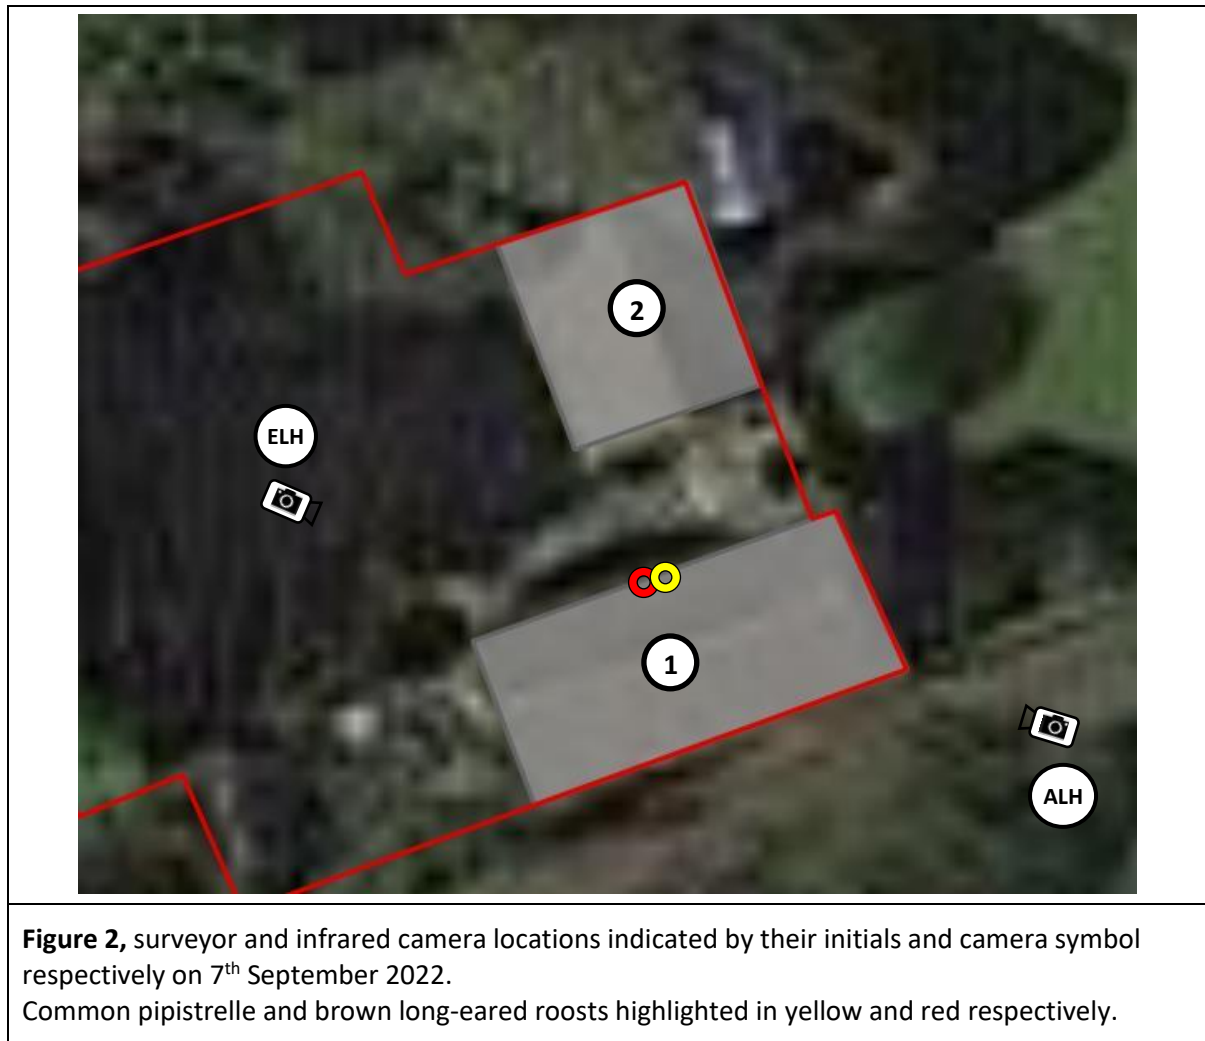 2
ELH
1
ALH
Figure 2, surveyor and infrared camera locations indicated by their initials and camera symbol
respectively on 7th September 2022.
Common pipistrelle and brown long-eared roosts highlighted in yellow and red respectively.